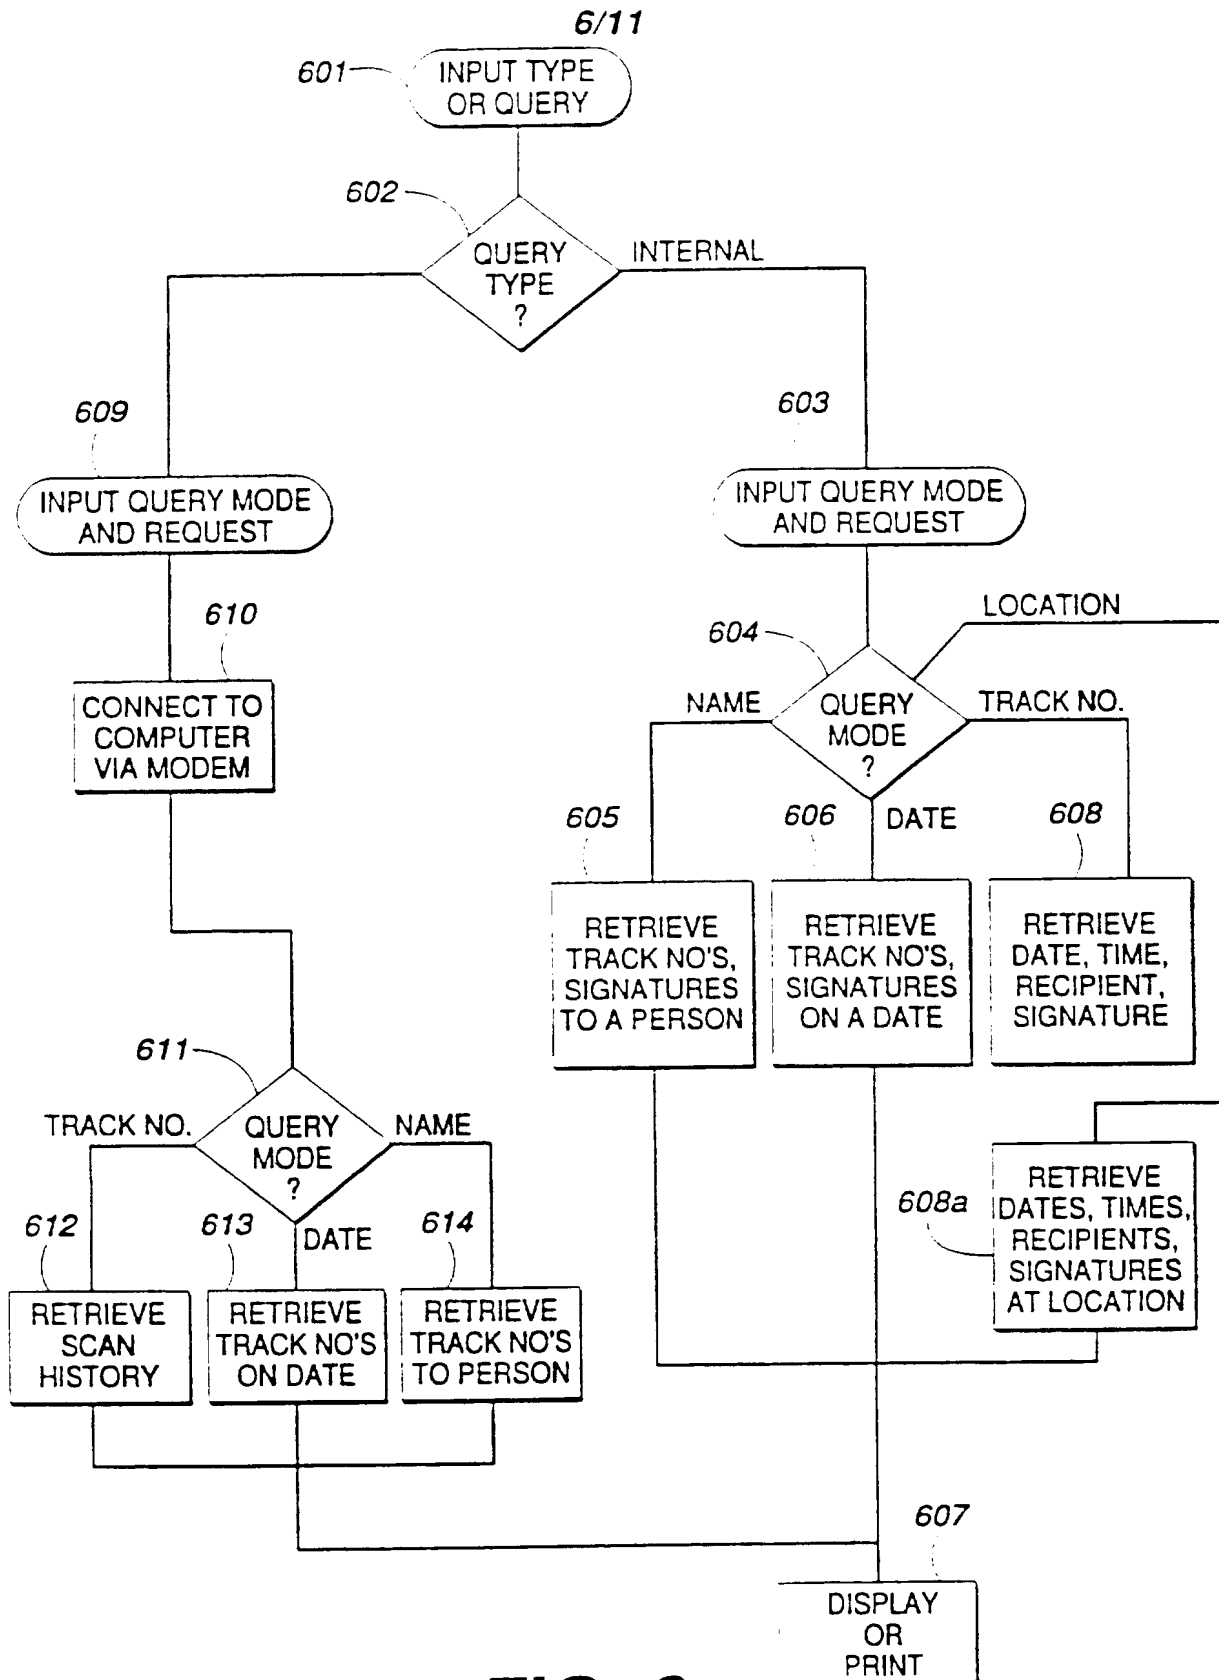 6/11
601
INPUT TYPE
OR QUERY
602
QUERY
TYPE
?
INTERNAL
609
603
INPUT QUERY MODE
AND REQUEST
INPUT QUERY MODE
AND REQUEST
610
LOCATION
604
CONNECT TO
COMPUTER
VIA MODEM
NAME
QUERY
MODE
?
TRACK NO.
605
606
DATE
608
RETRIEVE
TRACK NO'S,
SIGNATURES
TO A PERSON
RETRIEVE
TRACK NO'S,
SIGNATURES
ON A DATE
RETRIEVE
DATE, TIME,
RECIPIENT,
SIGNATURE
611
TRACK NO.
QUERY
MODE
?
NAME
608a
RETRIEVE
DATES, TIMES,
RECIPIENTS,
SIGNATURES
AT LOCATION
612
613
DATE
614
RETRIEVE
SCAN
HISTORY
RETRIEVE
TRACK NO'S
ON DATE
RETRIEVE
TRACK NO'S
TO PERSON
607
DISPLAY
OR
PRINT